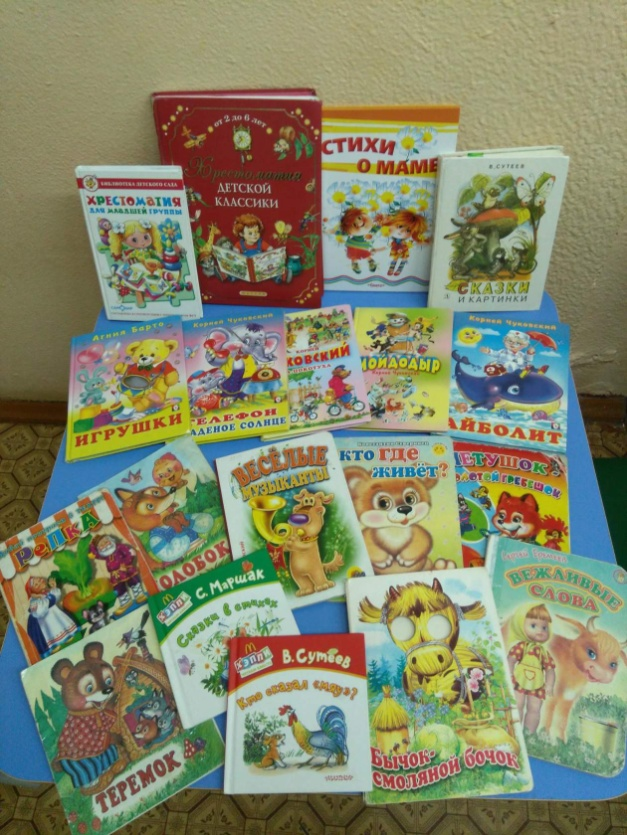 от 2 до 6 лет
Хрестоматия
ДЕТСКОЙ
КЛАССИКИ
СТИХИ
О МАМЕ
БИБЛИОТЕКА ДЕТСКОГО САДА
ХРЕСТОМАТИЯ
ДЛЯ МЛАДШЕЙ ГРУППЫ
В. СУТЕЕВ
СКАЗКИ
И КАРТИНКИ
Агния Барто
ИГРУШКИ
Корней Чуковский
ТЕЛЕФОН
АДЕНОЕ СОЛНЦЕ
КОВСКИЙ
МОЙДОДЫР
Корней Чуковский
АЙБОЛИТ
РЕПКА
ОЛОБОК
ВЕСЁЛЫЕ
МУЗЫКАНТЫ
КТО ГДЕ
ЖИВЁТ?
ПЕТУШОК
ОЛОТОЙ ГРЕБЕШОК
С. Маршак
Сказки в стихах
ВЕЖЛИВЫЕ
СЛОВА
ТЕРЕМОК
В. Сутеев
Кто сказал мяу?
БЫЧОК-
СМОЛЯНОЙ БОЧОК